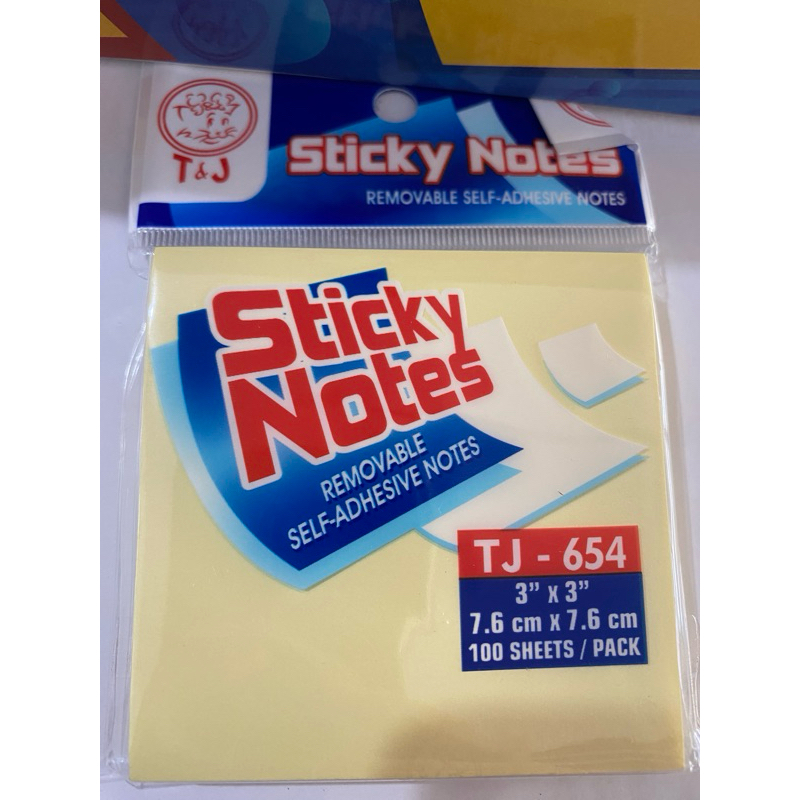 T&J
Sticky Notes
REMOVABLE SELF-ADHESIVE NOTES
Sticky
Notes
REMOVABLE
SELF-ADHESIVE NOTES
TJ - 654
3" x 3"
7.6 cm x 7.6 cm
100 SHEETS / PACK